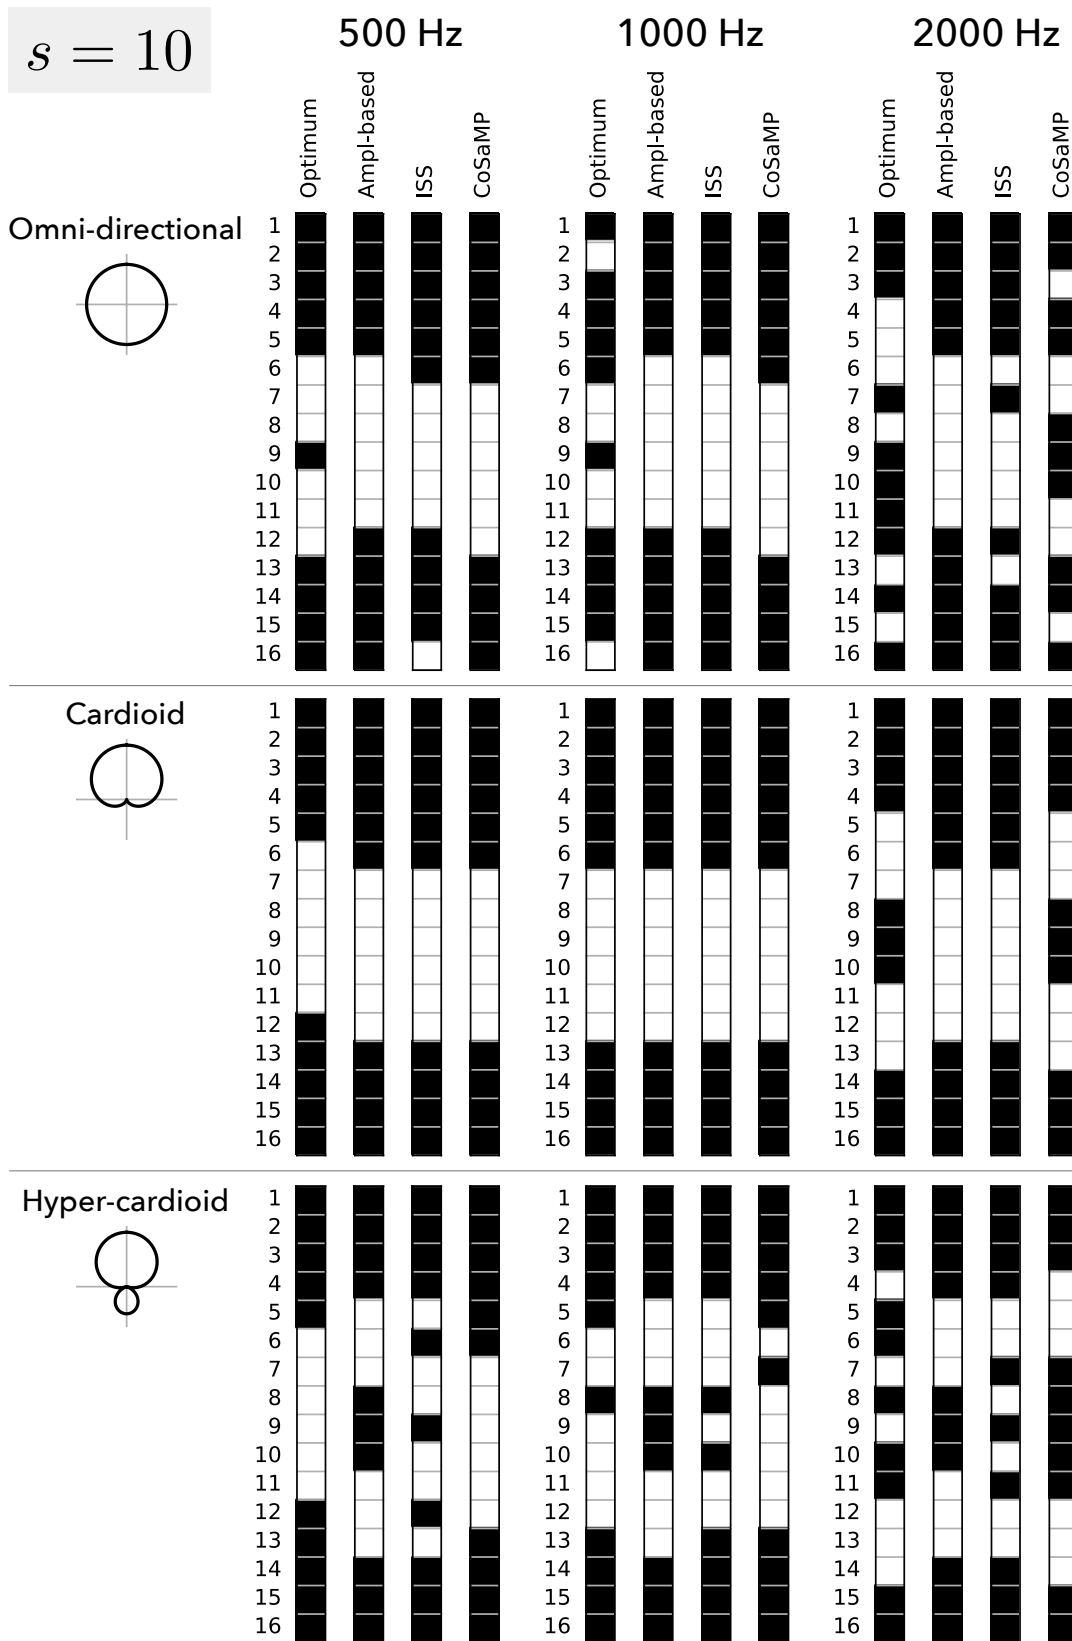 s = 10
500 Hz 1000 Hz 2000 Hz
Optimum Ampl-based ISS CoSaMP Optimum Ampl-based ISS CoSaMP Optimum Ampl-based ISS CoSaMP
Omni-directional 1 1 1
2 2 2
3 3 3
4 4 4
5 5 5
6 6 6
7 7 7
8 8 8
9 9 9
10 10 10
11 11 11
12 12 12
13 13 13
14 14 14
15 15 15
16 16 16
Cardioid 1 1 1
2 2 2
3 3 3
4 4 4
5 5 5
6 6 6
7 7 7
8 8 8
9 9 9
10 10 10
11 11 11
12 12 12
13 13 13
14 14 14
15 15 15
16 16 16
Hyper-cardioid 1 1 1
2 2 2
3 3 3
4 4 4
5 5 5
6 6 6
7 7 7
8 8 8
9 9 9
10 10 10
11 11 11
12 12 12
13 13 13
14 14 14
15 15 15
16 16 16